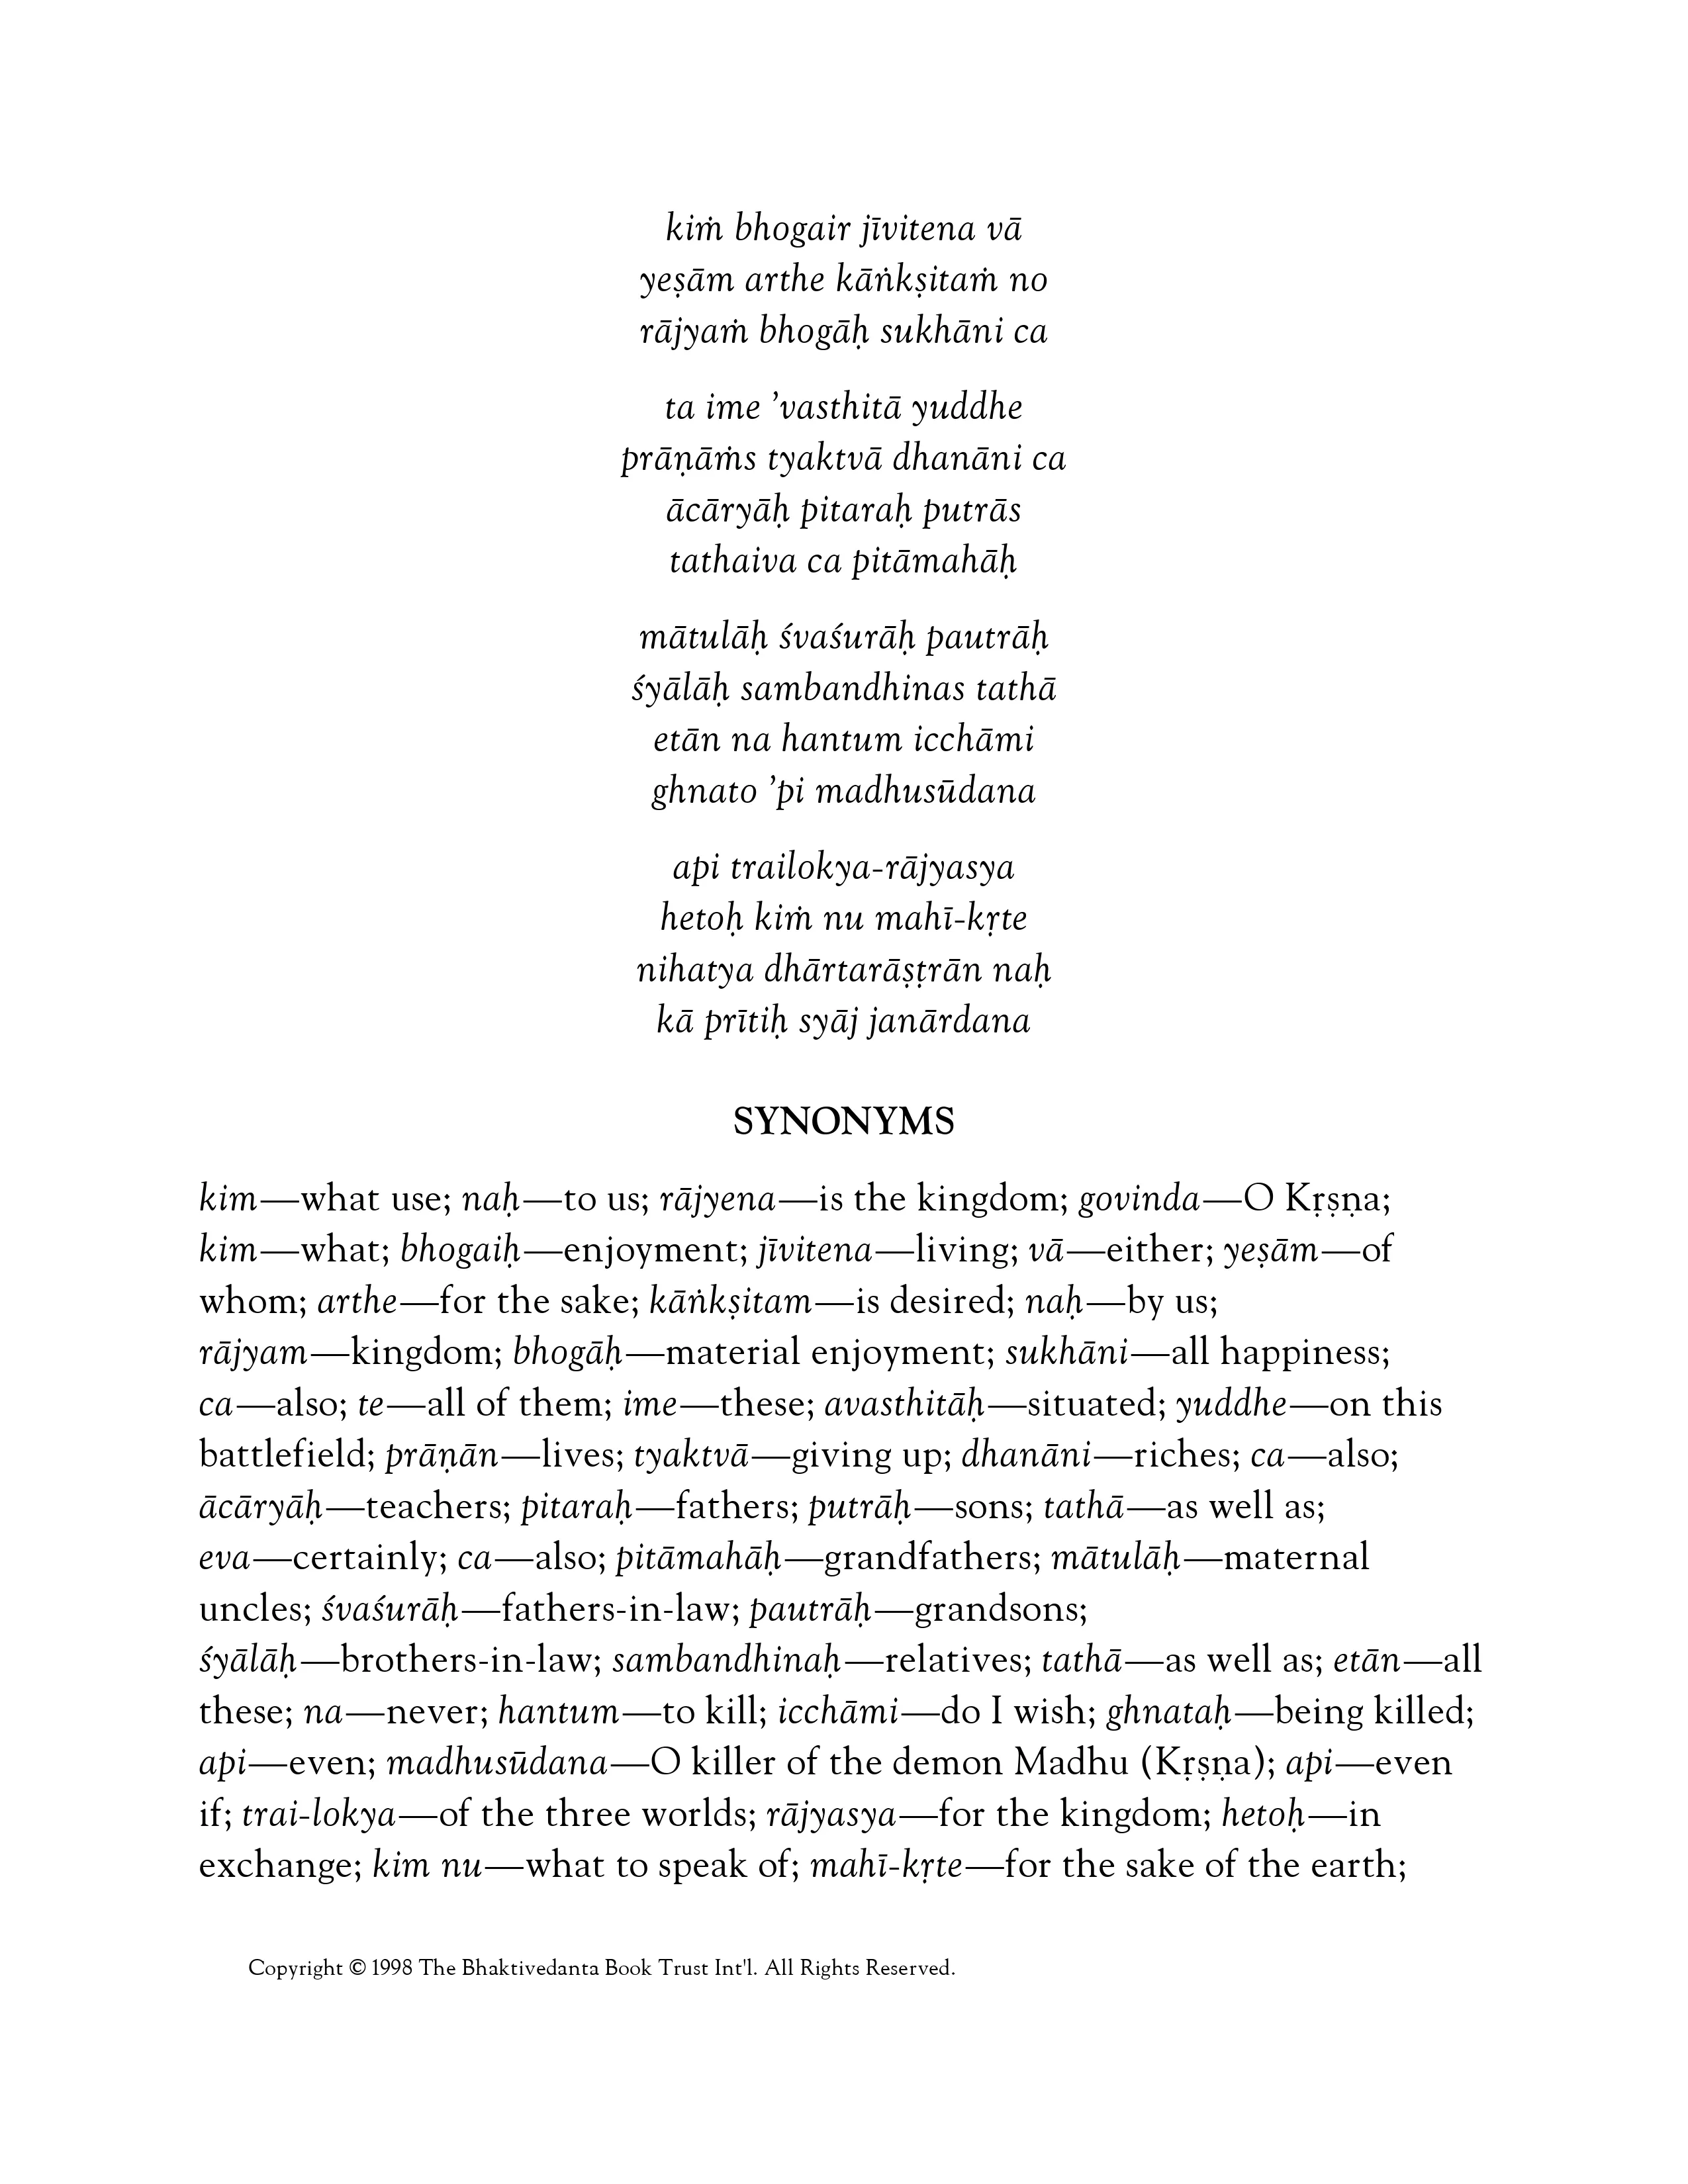 kiṁ bhogair jīvitena vā
yeṣām arthe kāṅkṣitaṁ no
rājyaṁ bhogāḥ sukhāni ca
ta ime ’vasthitā yuddhe
prāṇāṁs tyaktvā dhanāni ca
ācāryāḥ pitaraḥ putrās
tathaiva ca pitāmahāḥ
mātulāḥ śvaśurāḥ pautrāḥ
śyālāḥ sambandhinas tathā
etān na hantum icchāmi
ghnato ’pi madhusūdana
api trailokya-rājyasya
hetoḥ kiṁ nu mahī-kṛte
nihatya dhārtarāṣṭrān naḥ
kā prītiḥ syāj janārdana
SYNONYMS
kim—what use; naḥ—to us; rājyena—is the kingdom; govinda—O Kṛṣṇa;
kim—what; bhogaiḥ—enjoyment; jīvitena—living; vā—either; yeṣām—of
whom; arthe—for the sake; kāṅkṣitam—is desired; naḥ—by us;
rājyam—kingdom; bhogāḥ—material enjoyment; sukhāni—all happiness;
ca—also; te—all of them; ime—these; avasthitāḥ—situated; yuddhe—on this
battlefield; prāṇān—lives; tyaktvā—giving up; dhanāni—riches; ca—also;
ācāryāḥ—teachers; pitaraḥ—fathers; putrāḥ—sons; tathā—as well as;
eva—certainly; ca—also; pitāmahāḥ—grandfathers; mātulāḥ—maternal
uncles; śvaśurāḥ—fathers-in-law; pautrāḥ—grandsons;
śyālāḥ—brothers-in-law; sambandhinaḥ—relatives; tathā—as well as; etān—all
these; na—never; hantum—to kill; icchāmi—do I wish; ghnataḥ—being killed;
api—even; madhusūdana—O killer of the demon Madhu (Kṛṣṇa); api—even
if; trai-lokya—of the three worlds; rājyasya—for the kingdom; hetoḥ—in
exchange; kim nu—what to speak of; mahī-kṛte—for the sake of the earth;
Copyright © 1998 The Bhaktivedanta Book Trust Int'l. All Rights Reserved.